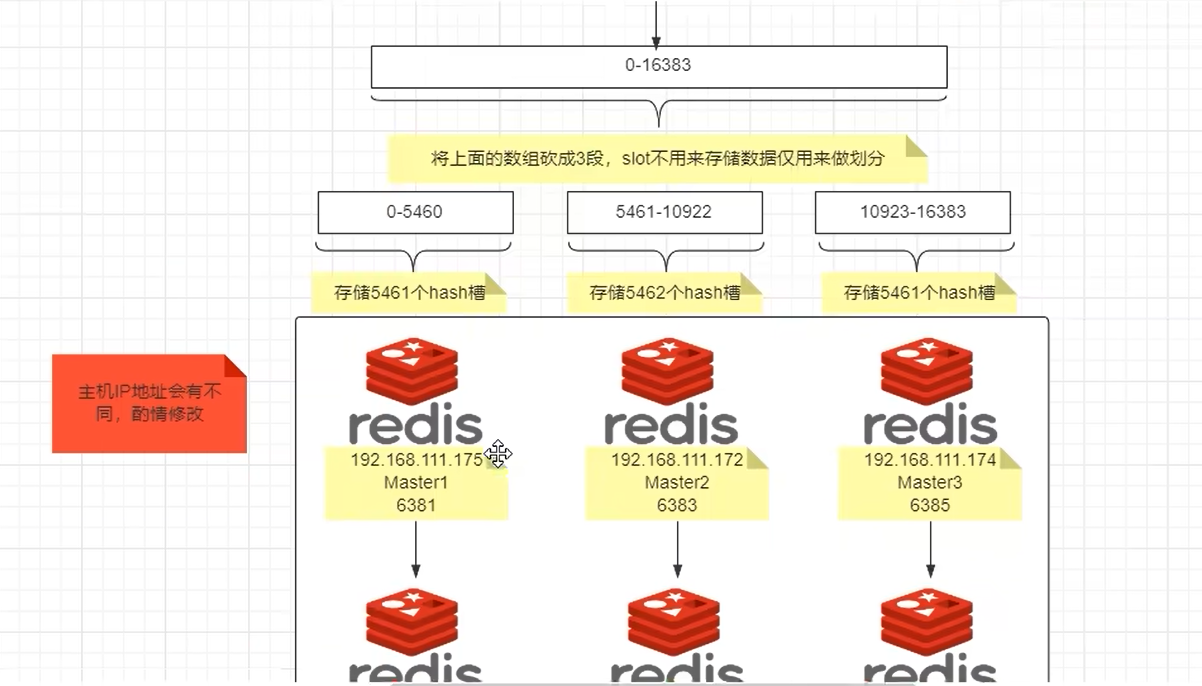 0-16383
将上面的数组砍成3段，slot不用来存储数据仅用来做划分
0-5460
5461-10922
10923-16383
存储5461个hash槽
存储5462个hash槽
存储5461个hash槽
主机IP地址会有不
同，酌情修改
redis
redis
redis
192.168.111.175
Master1
6381
192.168.111.172
Master2
6383
192.168.111.174
Master3
6385
redis
redis
redis